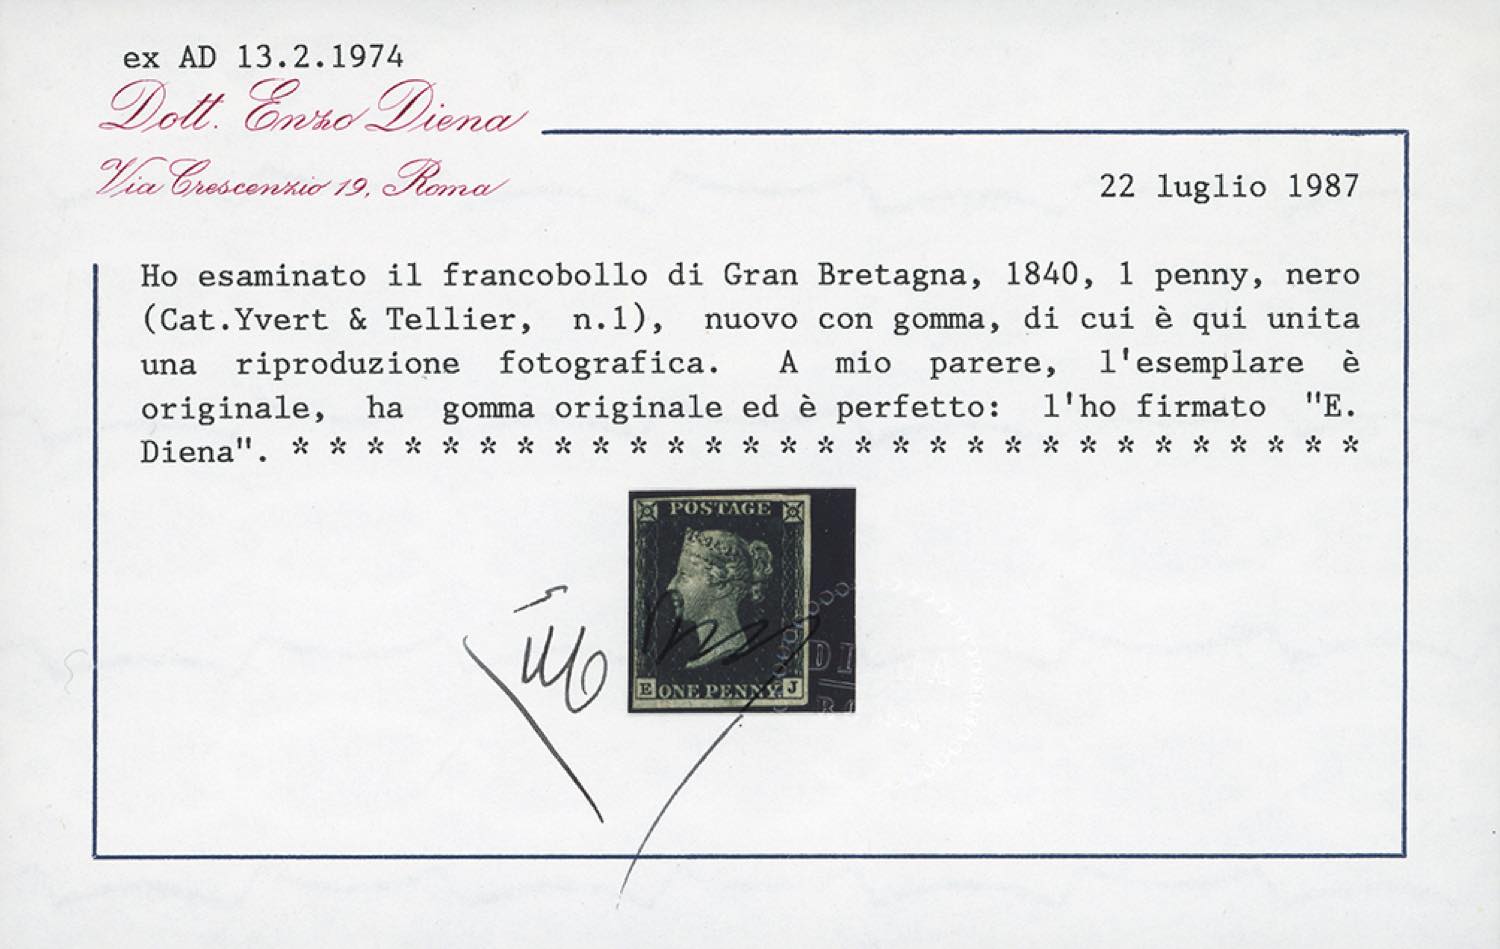 ex AD 13.2.1974
Dott. Enzo Diena
Via Crescenzio 19, Roma
22 luglio 1987
Ho esaminato il francobollo di Gran Bretagna, 1840, 1 penny, nero
(Cat.Yvert & Tellier, n.1), nuovo con gomma, di cui è qui unita
una riproduzione fotografica. A mio parere, l'esemplare è
originale, ha gomma originale ed è perfetto: l'ho firmato "E.
Diena". * * * * * * * * * * * * * * * * * * * * * * * * * * * * *
POSTAGE
E ONE PENNY. J